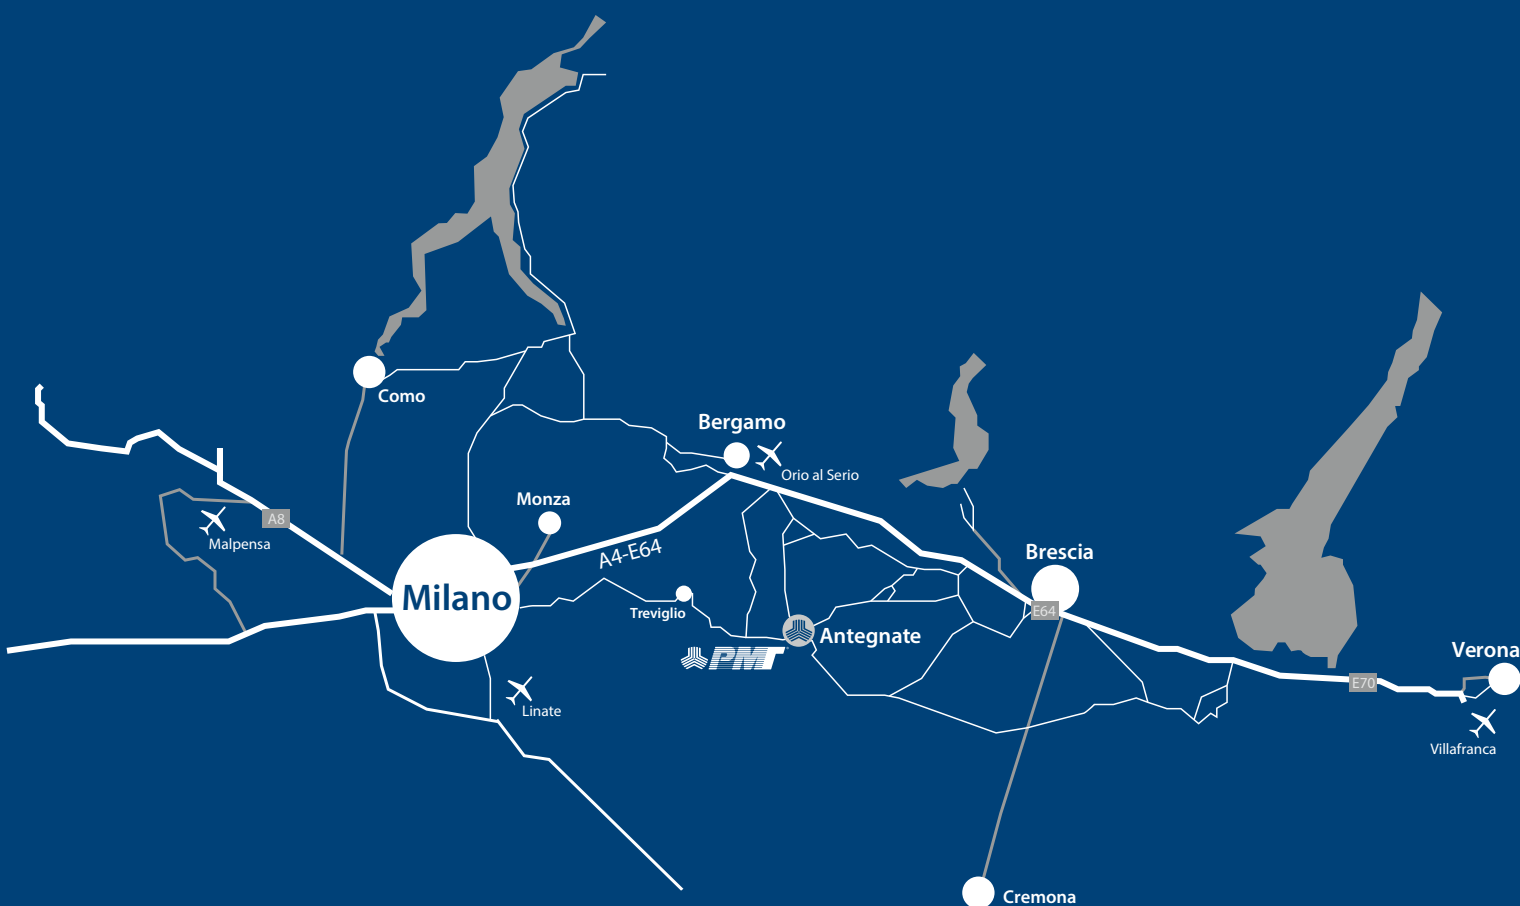 Como
Bergamo
Orio al Serio
Monza
A8
Malpensa
A4-E64
Brescia
Milano
E64
Treviglio
Antegnate
PMT
Verona
E70
Linate
Villafranca
Cremona